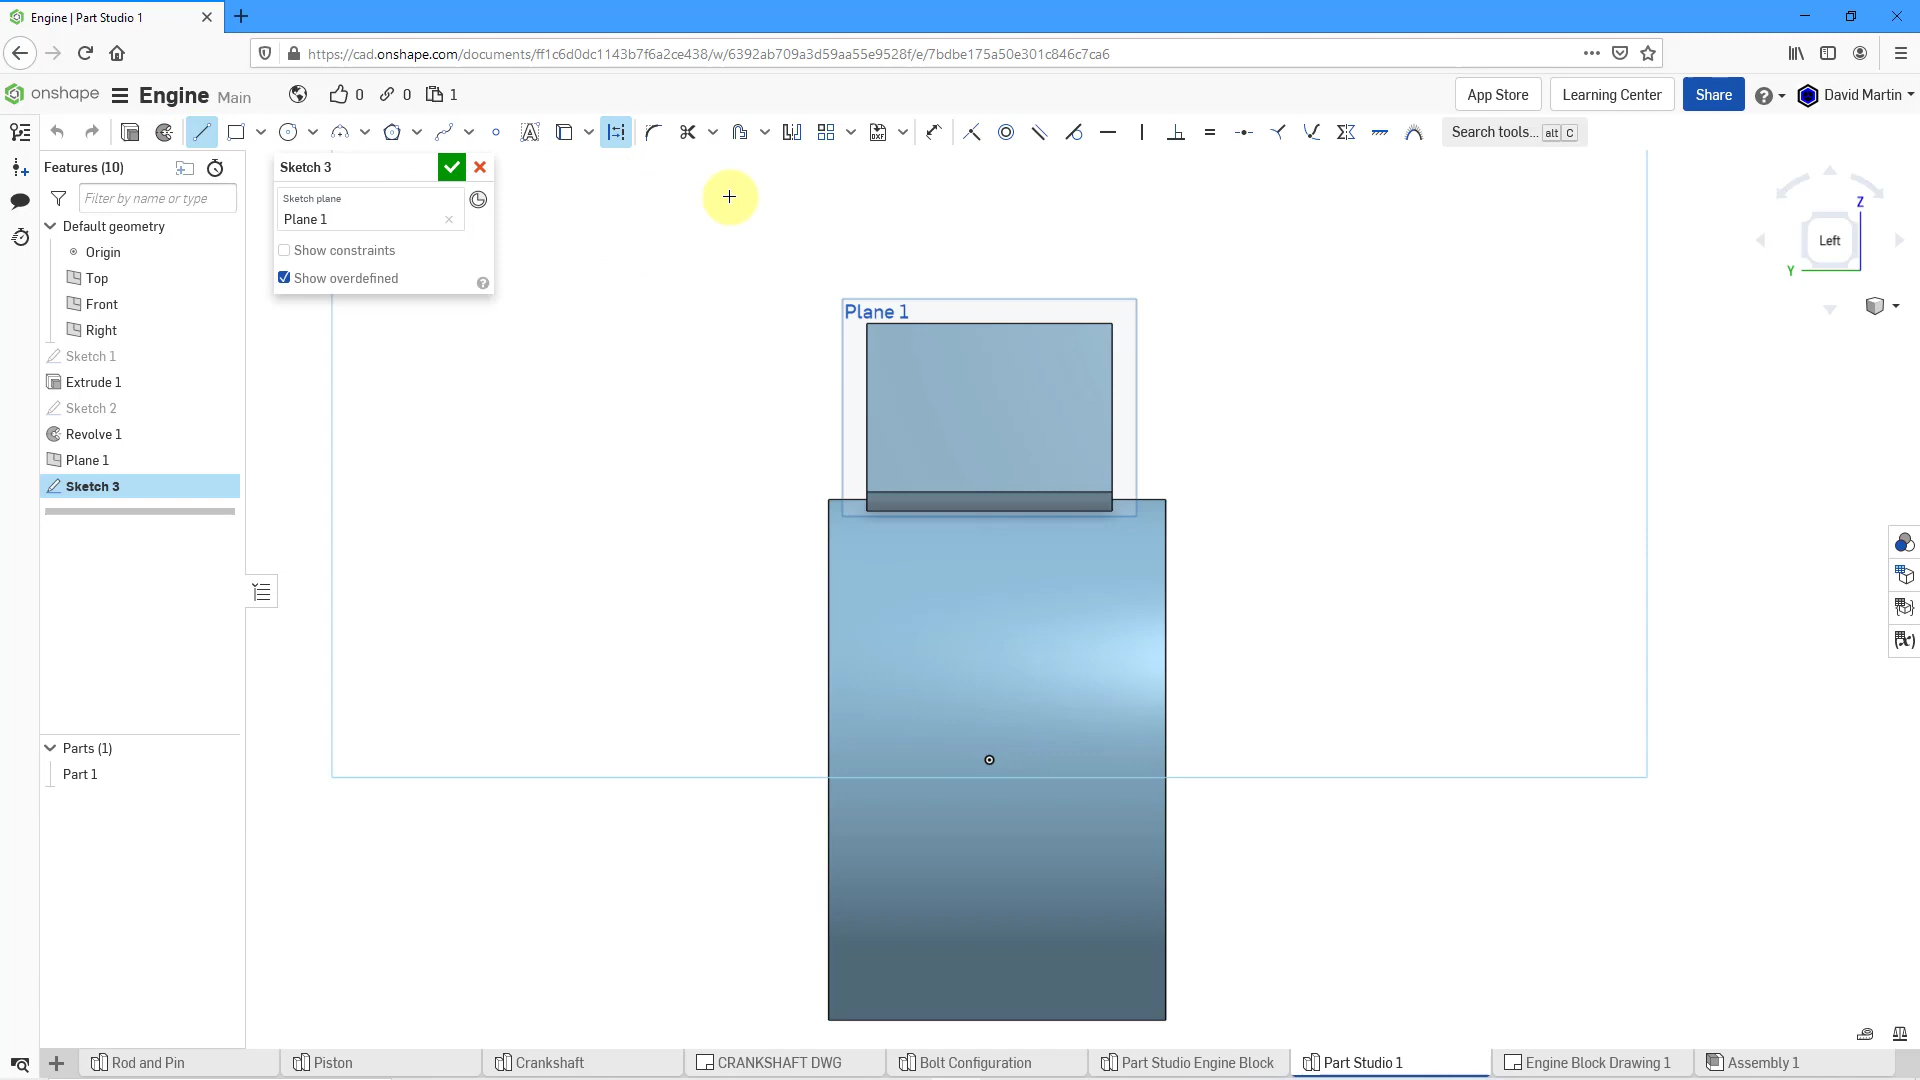 Engine | Part Studio 1
https://cad.onshape.com/documents/ff1c6d0dc1143b7f6a2ce438/w/6392ab709a3d59aa55e9528f/e/7bdbe175a50e301c846c7ca6
onshape Engine Main 0 0 1 App Store Learning Center Share David Martin
Search tools... alt C
Features (10)
Filter by name or type
Default geometry
Origin
Top
Front
Right
Sketch 1
Extrude 1
Sketch 2
Revolve 1
Plane 1
Sketch 3
Parts (1)
Part 1
Sketch 3
Sketch plane
Plane 1
Show constraints
Show overdefined
Plane 1
Z
Left
Y
Rod and Pin Piston Crankshaft CRANKSHAFT DWG Bolt Configuration Part Studio Engine Block Part Studio 1 Engine Block Drawing 1 Assembly 1